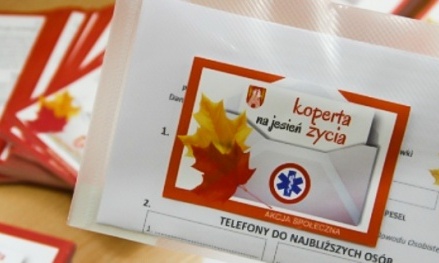 koperta
na jesień życia
AKCJA SPOŁECZNA
1.
PESEL
2.
TELEFONY DO NAJBLIŻSZYCH OSÓB